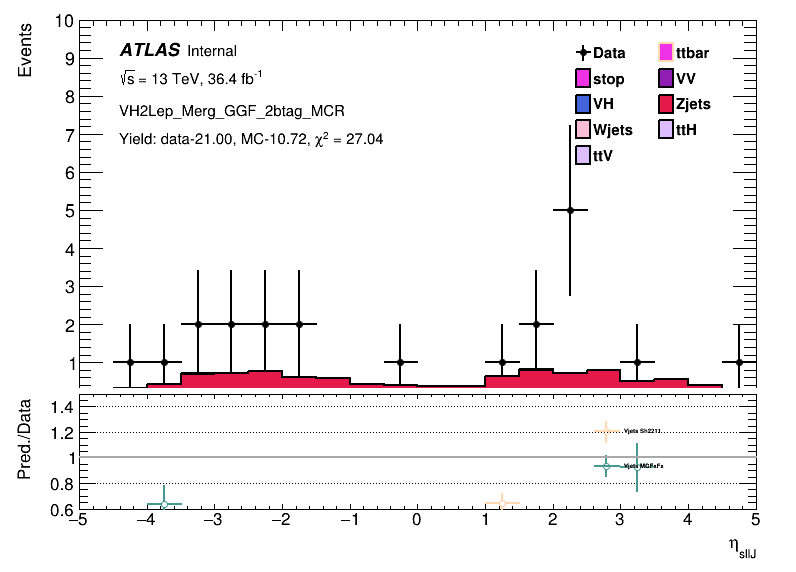 Events
10
9
8
7
6
5
4
3
2
1
ATLAS Internal
√s = 13 TeV, 36.4 fb⁻¹
VH2Lep_Merg_GGF_2btag_MCR
Yield: data-21.00, MC-10.72, χ² = 27.04
Data
ttbar
stop
VV
VH
Zjets
Wjets
ttH
ttV
Pred./Data
1.4
1.2
1
0.8
0.6
Vjets Sh2211
−5 −4 −3 −2 −1 0 1 2 3 4 5
η_sllJ